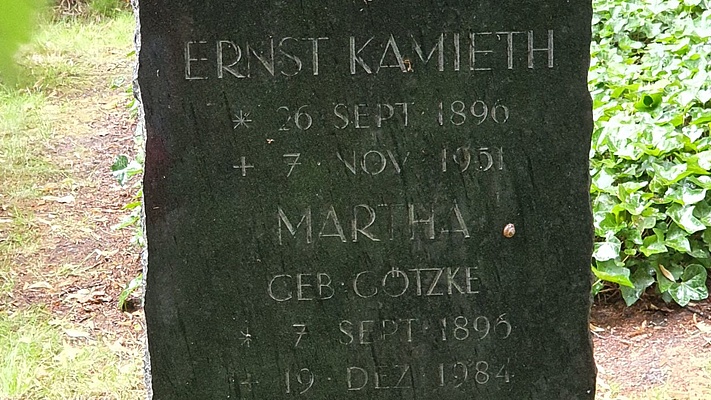 ERNST KAMIETH
* 26 SEPT · 1896
+ 7 · NOV · 1951
MARTHA
GEB · GÖTZKE
* 7 SEPT · 1896
+ 19 · DEZ · 1984